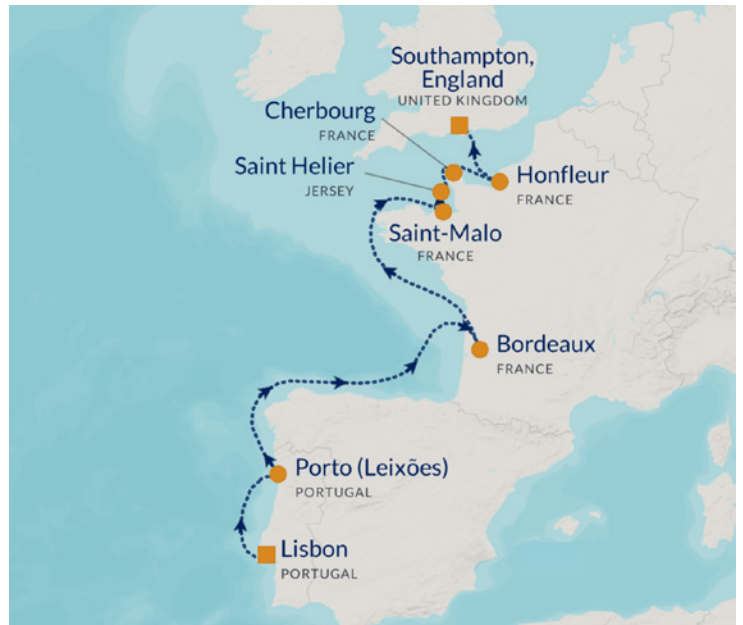 Southampton,
England
UNITED KINGDOM
Cherbourg
FRANCE
Saint Helier
JERSEY
Honfleur
FRANCE
Saint-Malo
FRANCE
Bordeaux
FRANCE
Porto (Leixões)
PORTUGAL
Lisbon
PORTUGAL